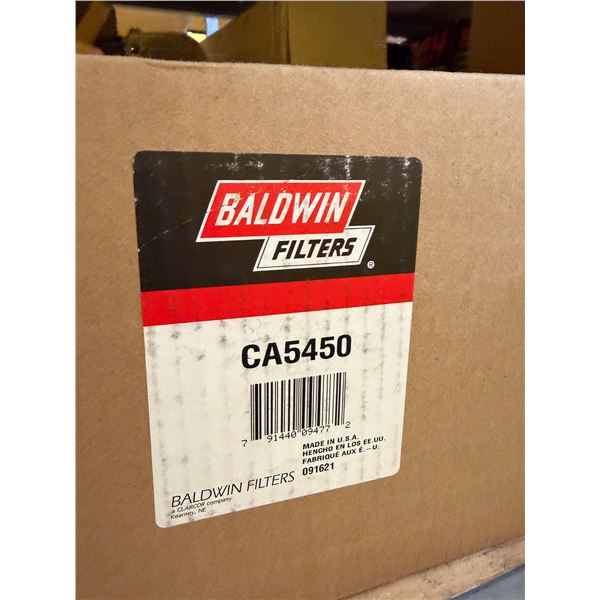 BALDWIN
FILTERS
®
CA5450
7 91440 09477 2
MADE IN U.S.A.
HENCHO EN LOS EE.UU.
FABRIQUÉ AUX É.-U.
091621
BALDWIN FILTERS
a CLARCOR company
Kearney, NE